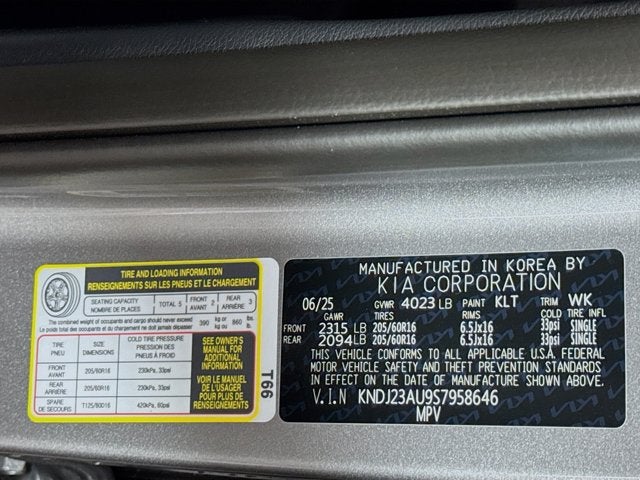 TIRE AND LOADING INFORMATION
RENSEIGNEMENTS SUR LES PNEUS ET LE CHARGEMENT
SEATING CAPACITY
NOMBRE DE PLACES
TOTAL 5
FRONT
AVANT 2
REAR
ARRIÈRE 3
The combined weight of occupants and cargo should never exceed
Le poids total des occupants et du chargement ne doit jamais dépasser
390 kg or
kg ou 860 lbs.
lb.
TIRE
PNEU
SIZE
DIMENSIONS
COLD TIRE PRESSURE
PRESSION DES
PNEUS À FROID
FRONT
AVANT
205/60R16
230kPa, 33psi
REAR
ARRIÈRE
205/60R16
230kPa, 33psi
SPARE
DE SECOURS
T125/80D16
420kPa, 60psi
SEE OWNER'S
MANUAL FOR
ADDITIONAL
INFORMATION
VOIR LE MANUEL
DE L'USAGER
POUR PLUS DE
RENSEIGNEMENTS
T66
MANUFACTURED IN KOREA BY
KIA CORPORATION
06/25 GVWR 4023 LB PAINT KLT TRIM WK
GAWR TIRES RIMS COLD TIRE INFL
FRONT 2315 LB 205/60R16 6.5Jx16 33psi SINGLE
REAR 2094 LB 205/60R16 6.5Jx16 33psi SINGLE
THIS VEHICLE CONFORMS TO ALL APPLICABLE U.S.A. FEDERAL
MOTOR VEHICLE SAFETY AND THEFT PREVENTION STANDARDS
IN EFFECT ON THE DATE OF MANUFACTURE SHOWN ABOVE.
V.I.N KNDJ23AU9S7958646
MPV